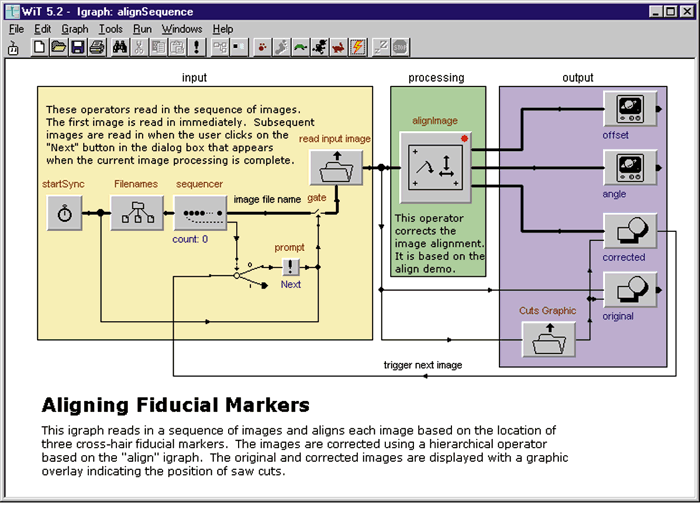 WiT 5.2 - Igraph: alignSequence
File Edit Graph Tools Run Windows Help
input
processing
output
These operators read in the sequence of images.
The first image is read in immediately. Subsequent
images are read in when the user clicks on the
"Next" button in the dialog box that appears
when the current image processing is complete.
read input image
alignImage
offset
startSync
Filenames
sequencer
image file name
gate
angle
count: 0
This operator
corrects the
image alignment.
It is based on the
align demo.
prompt
0
1
Next
corrected
Cuts Graphic
original
trigger next image
Aligning Fiducial Markers
This igraph reads in a sequence of images and aligns each image based on the location of
three cross-hair fiducial markers. The images are corrected using a hierarchical operator
based on the "align" igraph. The original and corrected images are displayed with a graphic
overlay indicating the position of saw cuts.